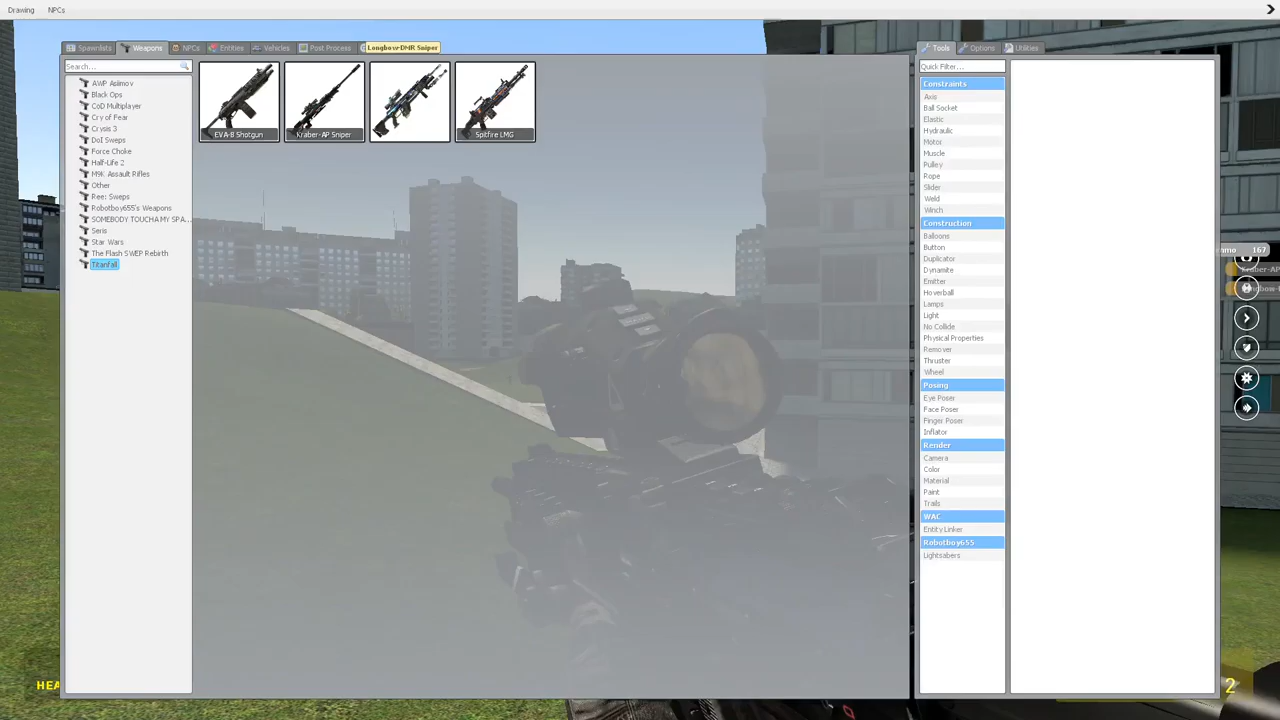 Drawing NPCs
Spawnlists Weapons NPCs Entities Vehicles Post Process Longbow-DMR Sniper
Tools Options Utilities
Search...
AWP Asiimov
Black Ops
CoD Multiplayer
Cry of Fear
Crysis 3
DoI Sweps
Force Choke
Half-Life 2
M9K Assault Rifles
Other
Ree: Sweps
Robotboy655's Weapons
SOMEBODY TOUCHA MY SPA...
Seris
Star Wars
The Flash SWEP Rebirth
Titanfall
EVA-8 Shotgun
Kraber-AP Sniper
Spitfire LMG
Quick Filter...
Constraints
Axis
Ball Socket
Elastic
Hydraulic
Motor
Muscle
Pulley
Rope
Slider
Weld
Winch
Construction
Balloons
Button
Duplicator
Dynamite
Emitter
Hoverball
Lamps
Light
No Collide
Physical Properties
Remover
Thruster
Wheel
Posing
Eye Poser
Face Poser
Finger Poser
Inflator
Render
Camera
Color
Material
Paint
Trails
WAC
Entity Linker
Robotboy655
Lightsabers
mmo 167
Kraber-AP
HEA
2